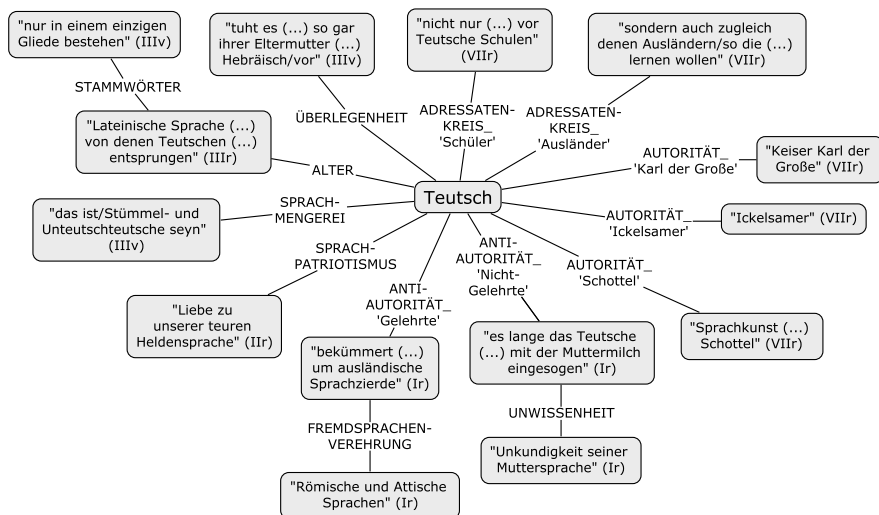 "nur in einem einzigen
Gliede bestehen" (IIIv)
"tuht es (...) so gar
ihrer Eltermutter (...)
Hebräisch/vor" (IIIv)
"nicht nur (...) vor
Teutsche Schulen"
(VIIr)
"sondern auch zugleich
denen Ausländern/so die (...)
lernen wollen" (VIIr)
STAMMWÖRTER
ÜBERLEGENHEIT
ADRESSATEN-
KREIS_
'Schüler'
ADRESSATEN-
KREIS_
'Ausländer'
"Lateinische Sprache (...)
von denen Teutschen (...)
entsprungen" (IIIr)
ALTER
AUTORITÄT_
'Karl der Große'
"Keiser Karl der
Große" (VIIr)
Teutsch
"das ist/Stümmel- und
Unteutschteutsche seyn"
(IIIv)
SPRACH-
MENGEREI
AUTORITÄT_
'Ickelsamer'
"Ickelsamer" (VIIr)
SPRACH-
PATRIOTISMUS
ANTI-
AUTORITÄT_
'Gelehrte'
ANTI-
AUTORITÄT_
'Nicht-
Gelehrte'
AUTORITÄT_
'Schottel'
"Liebe zu
unserer teuren
Heldensprache" (IIr)
"bekümmert (...)
um ausländische
Sprachzierde" (Ir)
"es lange das Teutsche
(...) mit der Muttermilch
eingesogen" (Ir)
"Sprachkunst (...)
Schottel" (VIIr)
FREMDSPRACHEN-
VEREHRUNG
UNWISSENHEIT
"Römische und Attische
Sprachen" (Ir)
"Unkundigkeit seiner
Muttersprache" (Ir)